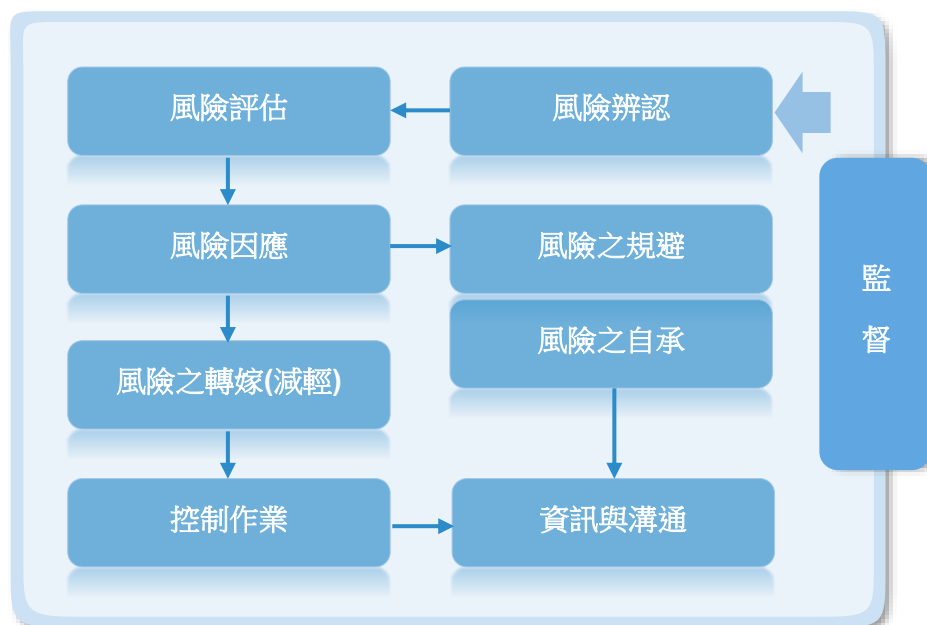 風險評估
風險辨認
風險因應
風險之規避
風險之自承
風險之轉嫁(減輕)
控制作業
資訊與溝通
監
督